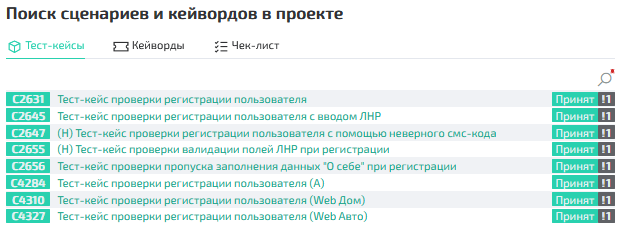 Поиск сценариев и кейвордов в проекте
Тест-кейсы Кейворды Чек-лист
C2631 Тест-кейс проверки регистрации пользователя Принят !1
C2645 Тест-кейс проверки регистрации пользователя с вводом ЛНР Принят !1
C2647 (Н) Тест-кейс проверки регистрации пользователя с помощью неверного смс-кода Принят !1
C2655 (Н) Тест-кейс проверки валидации полей ЛНР при регистрации Принят !1
C2656 Тест-кейс проверки пропуска заполнения данных "О себе" при регистрации Принят !1
C4284 Тест-кейс проверки регистрации пользователя (А) Принят !1
C4310 Тест-кейс проверки регистрации пользователя (Web Дом) Принят !1
C4327 Тест-кейс проверки регистрации пользователя (Web Авто) Принят !1